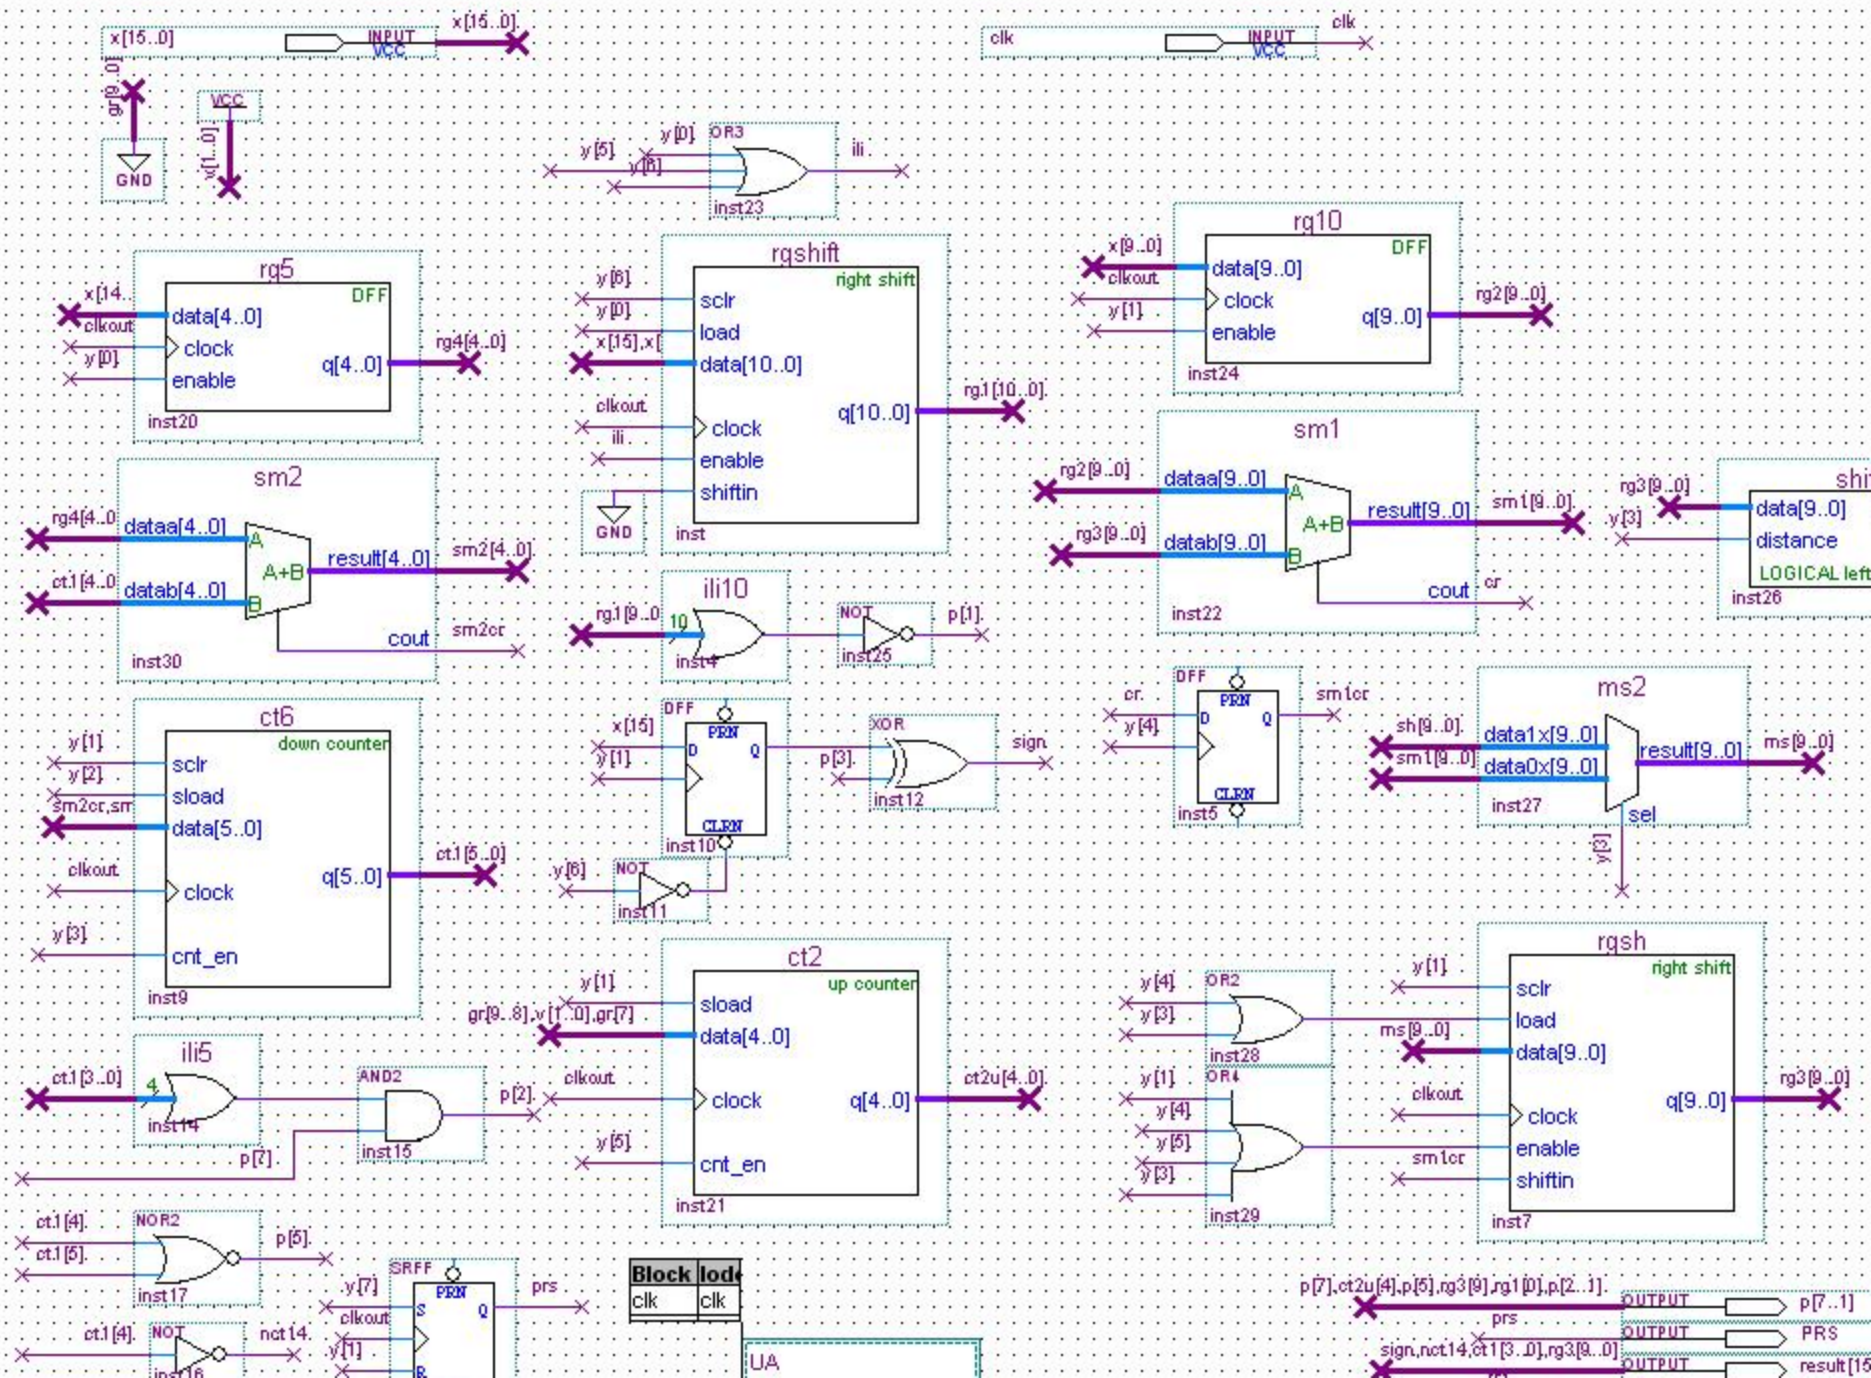 x[15..0]
INPUT
VCC
x[15..0]
clk
INPUT
VCC
clk
gr[9..0]
GND
VCC
v[1..0]
y[0]
y[5]
y[6]
OR3
ili
inst23
rg5
DFF
x[14..
data[4..0]
clkout
clock
y[0]
enable
q[4..0]
rg4[4..0]
inst20
rgshift
right shift
y[6]
sclr
y[0]
load
x[15],x[
data[10..0]
q[10..0]
rg1[10..0]
clkout
clock
ili
enable
shiftin
GND
inst
rg10
DFF
x[9..0]
data[9..0]
clkout
clock
y[1]
enable
q[9..0]
rg2[9..0]
inst24
sm2
rg4[4..0
dataa[4..0]
A
A+B
B
result[4..0]
sm2[4..0]
ct1[4..0
datab[4..0]
cout
sm2cr
inst30
sm1
rg2[9..0]
dataa[9..0]
A
A+B
B
result[9..0]
sm1[9..0]
rg3[9..0]
datab[9..0]
cout
cr
inst22
shi
rg3[9..0]
data[9..0]
y[3]
distance
LOGICAL left
inst26
ili10
rg1[9..0
10
inst4
NOT
p[1]
inst25
ct6
down counter
y[1]
sclr
y[2]
sload
sm2cr,sm
data[5..0]
q[5..0]
ct1[5..0]
clkout
clock
y[3]
cnt_en
inst9
DFF
x[15]
y[1]
PRN
D
Q
CLRN
inst10
XOR
p[3]
sign
inst12
y[6]
NOT
inst11
DFF
cr
y[4]
PRN
D
Q
CLRN
sm1cr
inst5
ms2
sh[9..0]
data1x[9..0]
sm1[9..0]
data0x[9..0]
result[9..0]
ms[9..0]
sel
y[3]
inst27
ct2
up counter
y[1]
sload
gr[9..8],v[1..0],gr[7]
data[4..0]
clkout
clock
q[4..0]
ct2u[4..0]
y[5]
cnt_en
inst21
y[4]
y[3]
OR2
inst28
y[1]
y[4]
y[5]
y[3]
OR4
inst29
rgsh
right shift
y[1]
sclr
load
ms[9..0]
data[9..0]
q[9..0]
rg3[9..0]
clkout
clock
enable
sm1cr
shiftin
inst7
ili5
ct1[3..0]
4
inst14
AND2
p[2]
p[7]
inst15
ct1[4]
ct1[5]
NOR2
p[5]
inst17
ct1[4]
NOT
nct14
inst16
SRFF
y[7]
clkout
y[1]
PRN
S
Q
R
prs
Block
clk
clk
UA
p[7],ct2u[4],p[5],rg3[9],rg1[0],p[2..1]
OUTPUT
p[7..1]
prs
OUTPUT
PRS
sign,nct14,ct1[3..0],rg3[9..0]
OUTPUT
result[15